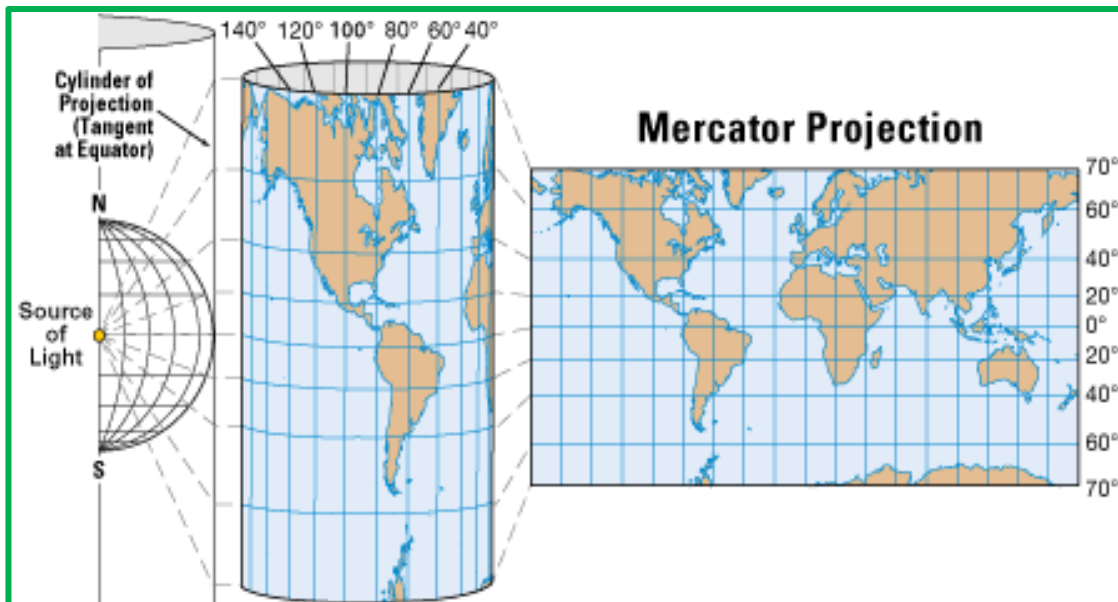 140° 120° 100° 80° 60° 40°
Cylinder of
Projection
(Tangent
at Equator)
N
Source
of
Light
S
Mercator Projection
70°
60°
40°
20°
0°
20°
40°
60°
70°